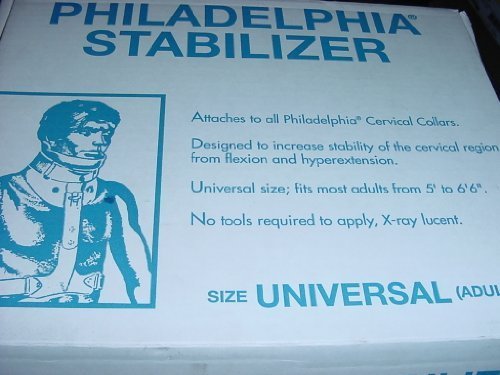 PHILADELPHIA®
STABILIZER
Attaches to all Philadelphia® Cervical Collars.
Designed to increase stability of the cervical region
from flexion and hyperextension.
Universal size; fits most adults from 5' to 6'6".
No tools required to apply, X-ray lucent.
SIZE UNIVERSAL (ADUL